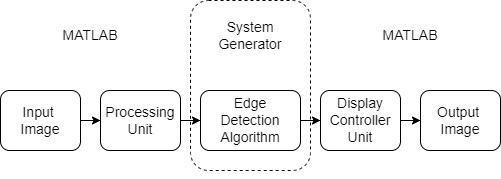 MATLAB
System
Generator
MATLAB
Input
Image
Processing
Unit
Edge
Detection
Algorithm
Display
Controller
Unit
Output
Image